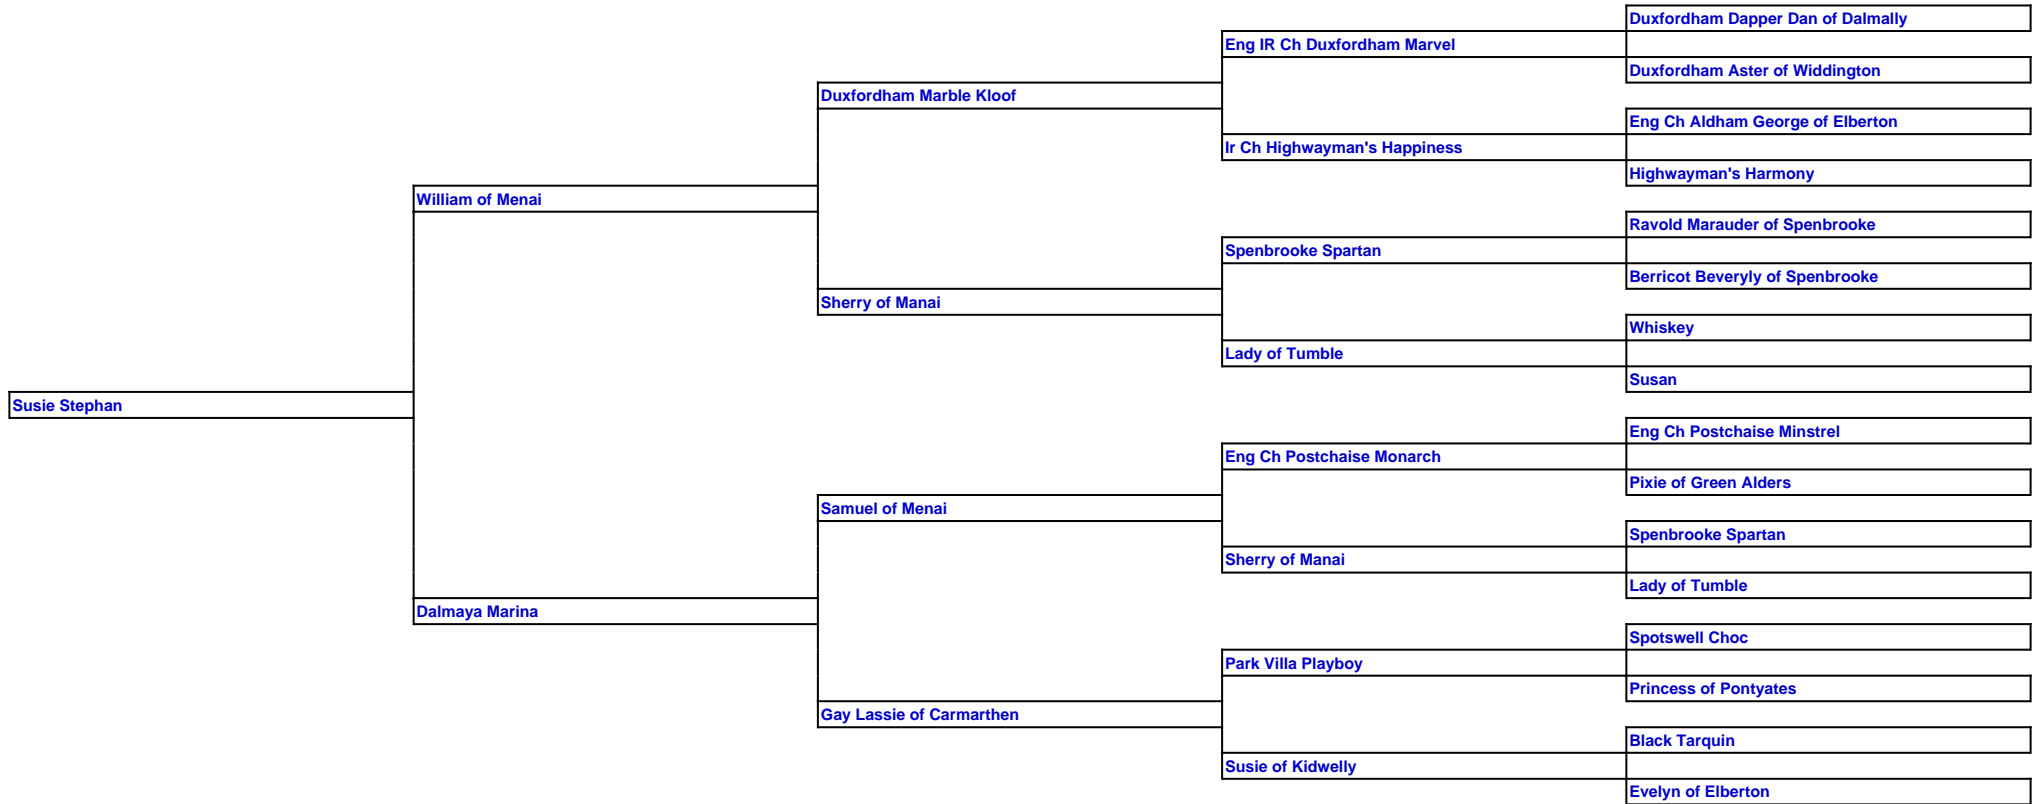 Duxfordham Dapper Dan of Dalmally
Eng IR Ch Duxfordham Marvel
Duxfordham Aster of Widdington
Duxfordham Marble Kloof
Eng Ch Aldham George of Elberton
Ir Ch Highwayman's Happiness
Highwayman's Harmony
William of Menai
Ravold Marauder of Spenbrooke
Spenbrooke Spartan
Berricot Beveryly of Spenbrooke
Sherry of Manai
Whiskey
Lady of Tumble
Susan
Susie Stephan
Eng Ch Postchaise Minstrel
Eng Ch Postchaise Monarch
Pixie of Green Alders
Samuel of Menai
Spenbrooke Spartan
Sherry of Manai
Lady of Tumble
Dalmaya Marina
Spotswell Choc
Park Villa Playboy
Princess of Pontyates
Gay Lassie of Carmarthen
Black Tarquin
Susie of Kidwelly
Evelyn of Elberton